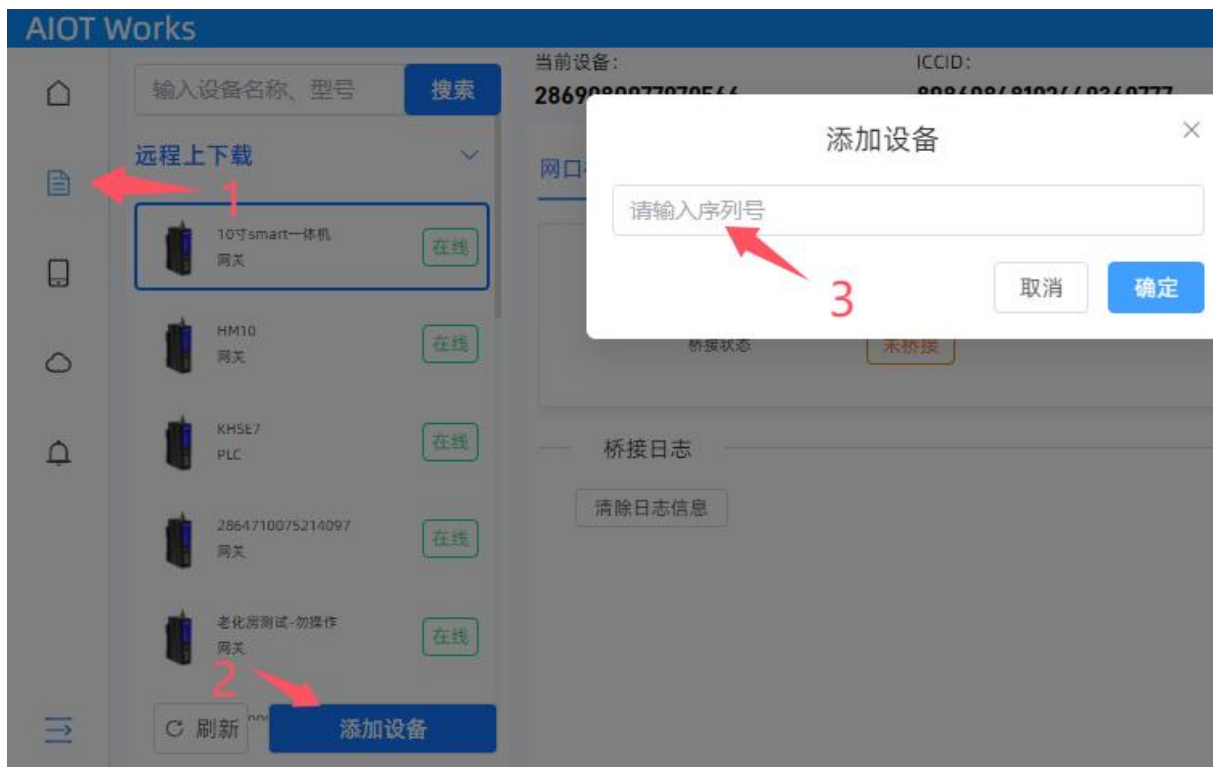 AIOT Works
输入设备名称、型号
搜索
远程上下载
1
10寸smart一体机
网关
在线
HM10
网关
在线
KHSE7
PLC
在线
2864710075214097
网关
在线
老化房测试-勿操作
网关
在线
2
刷新
添加设备
当前设备:
ICCID:
网口
添加设备
请输入序列号
3
取消
确定
桥接状态
未桥接
桥接日志
清除日志信息